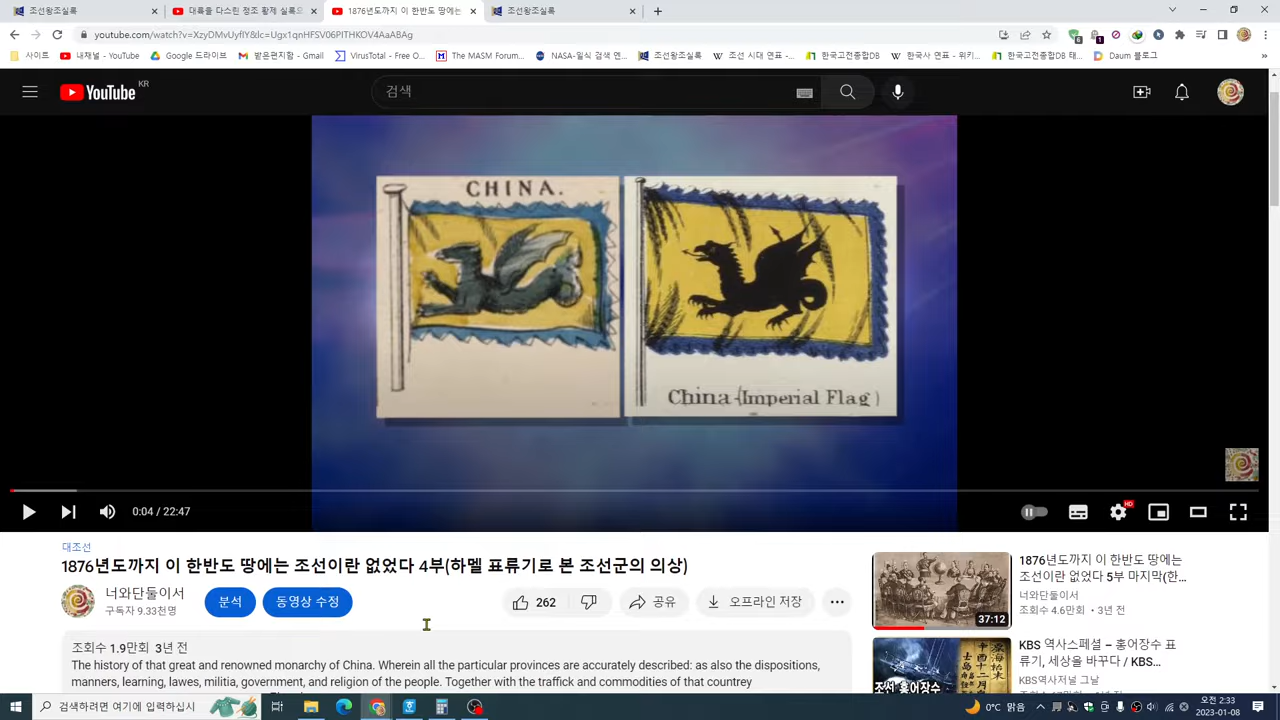 조선왕조실록
대륙을 다스린 정조 황제 실록으
1876년도까지 이 한반도 땅에는
조선왕조실록
youtube.com/watch?v=XzyDMvUyflY&lc=Ugx1qnHFSV06PITHKOV4AaABAg
사이트
내채널 - YouTube
Google 드라이브
받은편지함 - Gmail
VirusTotal - Free O...
The MASM Forum...
NASA-일식 검색 엔...
조선왕조실록
조선 시대 연표 - 위...
한국고전종합DB
한국사 연표 - 위키...
한국고전종합DB 태...
Daum 블로그
YouTube KR
검색
CHINA.
China-(Imperial Flag)
0:04 / 22:47
HD
대조선
1876년도까지 이 한반도 땅에는 조선이란 없었다 4부(하멜 표류기로 본 조선군의 의상)
너와단둘이서
구독자 9.33천명
분석
동영상 수정
262
공유
오프라인 저장
조회수 1.9만회 3년 전
The history of that great and renowned monarchy of China. Wherein all the particular provinces are accurately described: as also the dispositions,
manners, learning, lawes, militia, government, and religion of the people. Together with the traffick and commodities of that countrey
37:12
1876년도까지 이 한반도 땅에는
조선이란 없었다 5부 마지막(한...
너와단둘이서
조회수 4.6만회 • 3년 전
조선 홍어장수
KBS 역사스페셜 – 홍어장수 표
류기, 세상을 바꾸다 / KBS...
KBS역사저널 그날
검색하려면 여기에 입력하십시
0°C 맑음
오전 2:33
2023-01-08